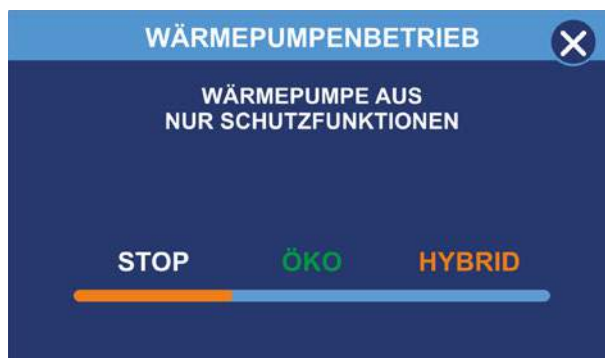 WÄRMEPUMPENBETRIEB
WÄRMEPUMPE AUS
NUR SCHUTZFUNKTIONEN
STOP ÖKO HYBRID